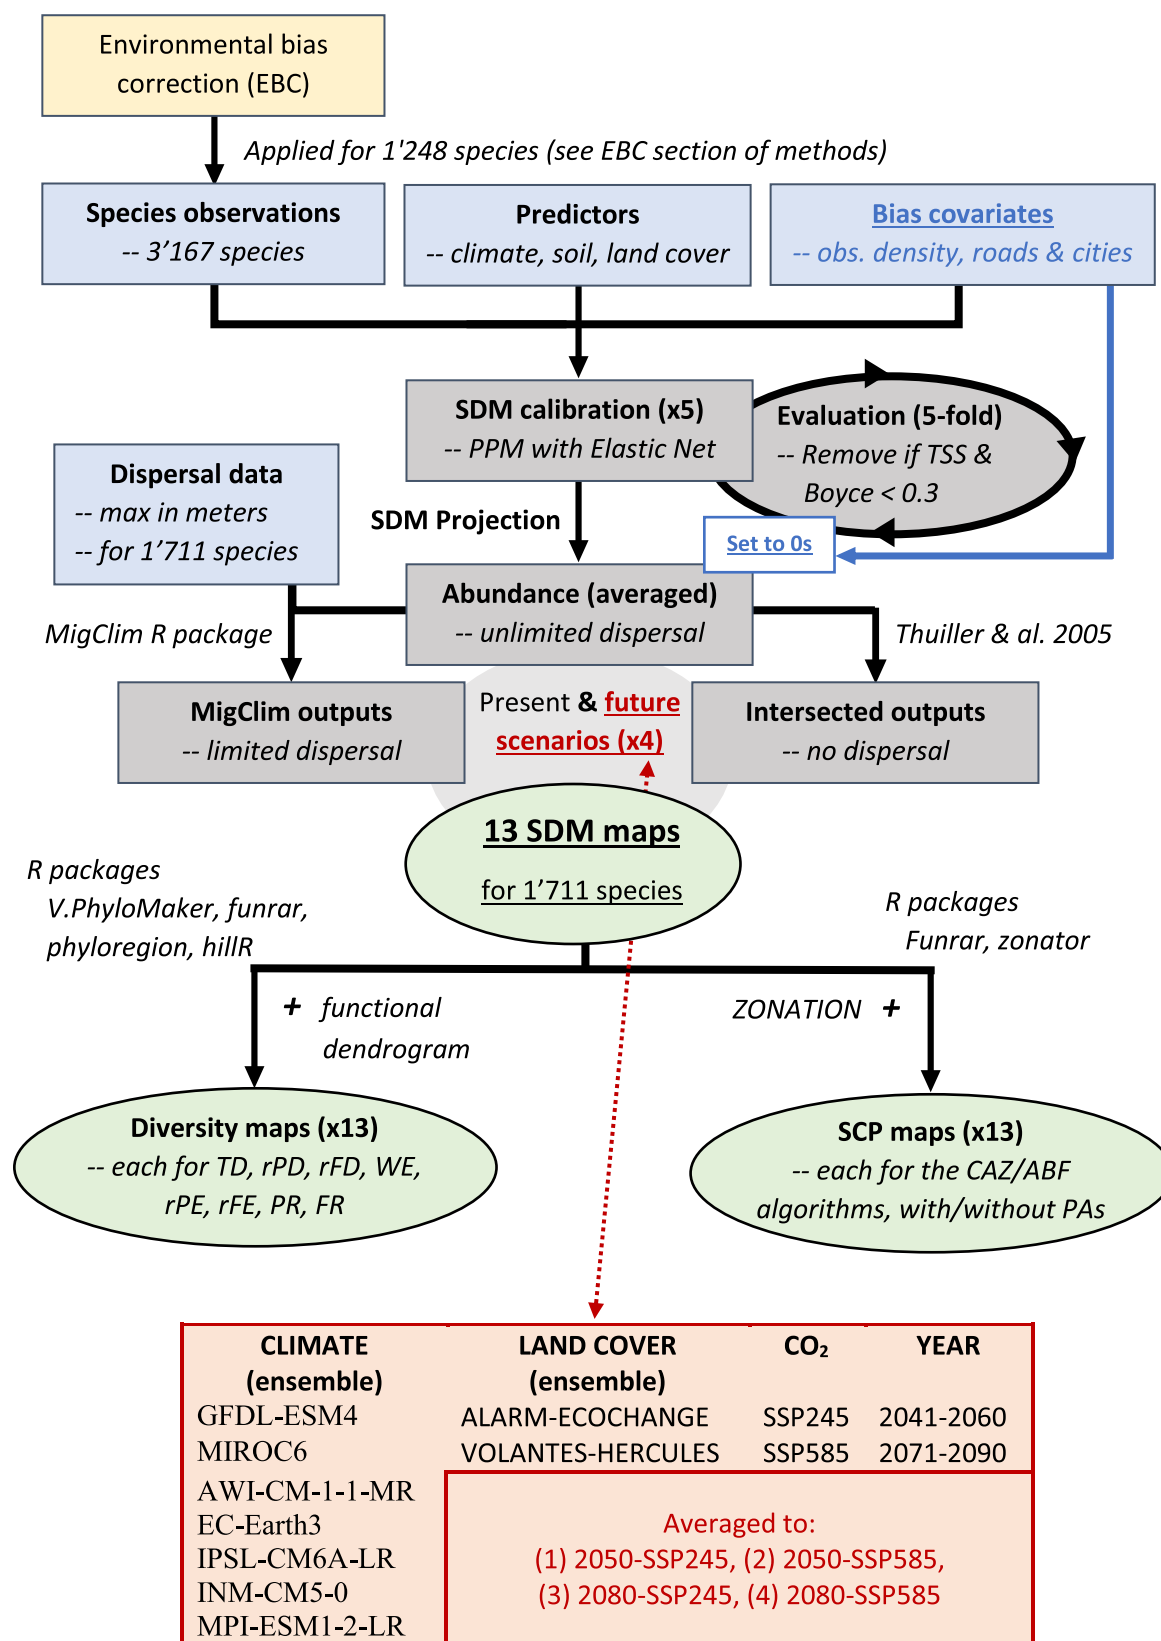 Environmental bias
correction (EBC)
Applied for 1'248 species (see EBC section of methods)
Species observations
-- 3’167 species
Predictors
-- climate, soil, land cover
Bias covariates
-- obs. density, roads & cities
SDM calibration (x5)
-- PPM with Elastic Net
Evaluation (5-fold)
-- Remove if TSS &
Boyce < 0.3
Dispersal data
-- max in meters
-- for 1’711 species
SDM Projection
Set to 0s
Abundance (averaged)
-- unlimited dispersal
MigClim R package
Thuiller & al. 2005
MigClim outputs
-- limited dispersal
Present & future
scenarios (x4)
Intersected outputs
-- no dispersal
13 SDM maps
for 1’711 species
R packages
V.PhyloMaker, funrar,
phyloregion, hillR
R packages
Funrar, zonator
+ functional
dendrogram
ZONATION +
Diversity maps (x13)
-- each for TD, rPD, rFD, WE,
rPE, rFE, PR, FR
SCP maps (x13)
-- each for the CAZ/ABF
algorithms, with/without PAs
CLIMATE
(ensemble)
LAND COVER
(ensemble)
CO₂
YEAR
GFDL-ESM4
ALARM-ECOCHANGE
SSP245
2041-2060
MIROC6
VOLANTES-HERCULES
SSP585
2071-2090
AWI-CM-1-1-MR
EC-Earth3
IPSL-CM6A-LR
INM-CM5-0
MPI-ESM1-2-LR
Averaged to:
(1) 2050-SSP245, (2) 2050-SSP585,
(3) 2080-SSP245, (4) 2080-SSP585